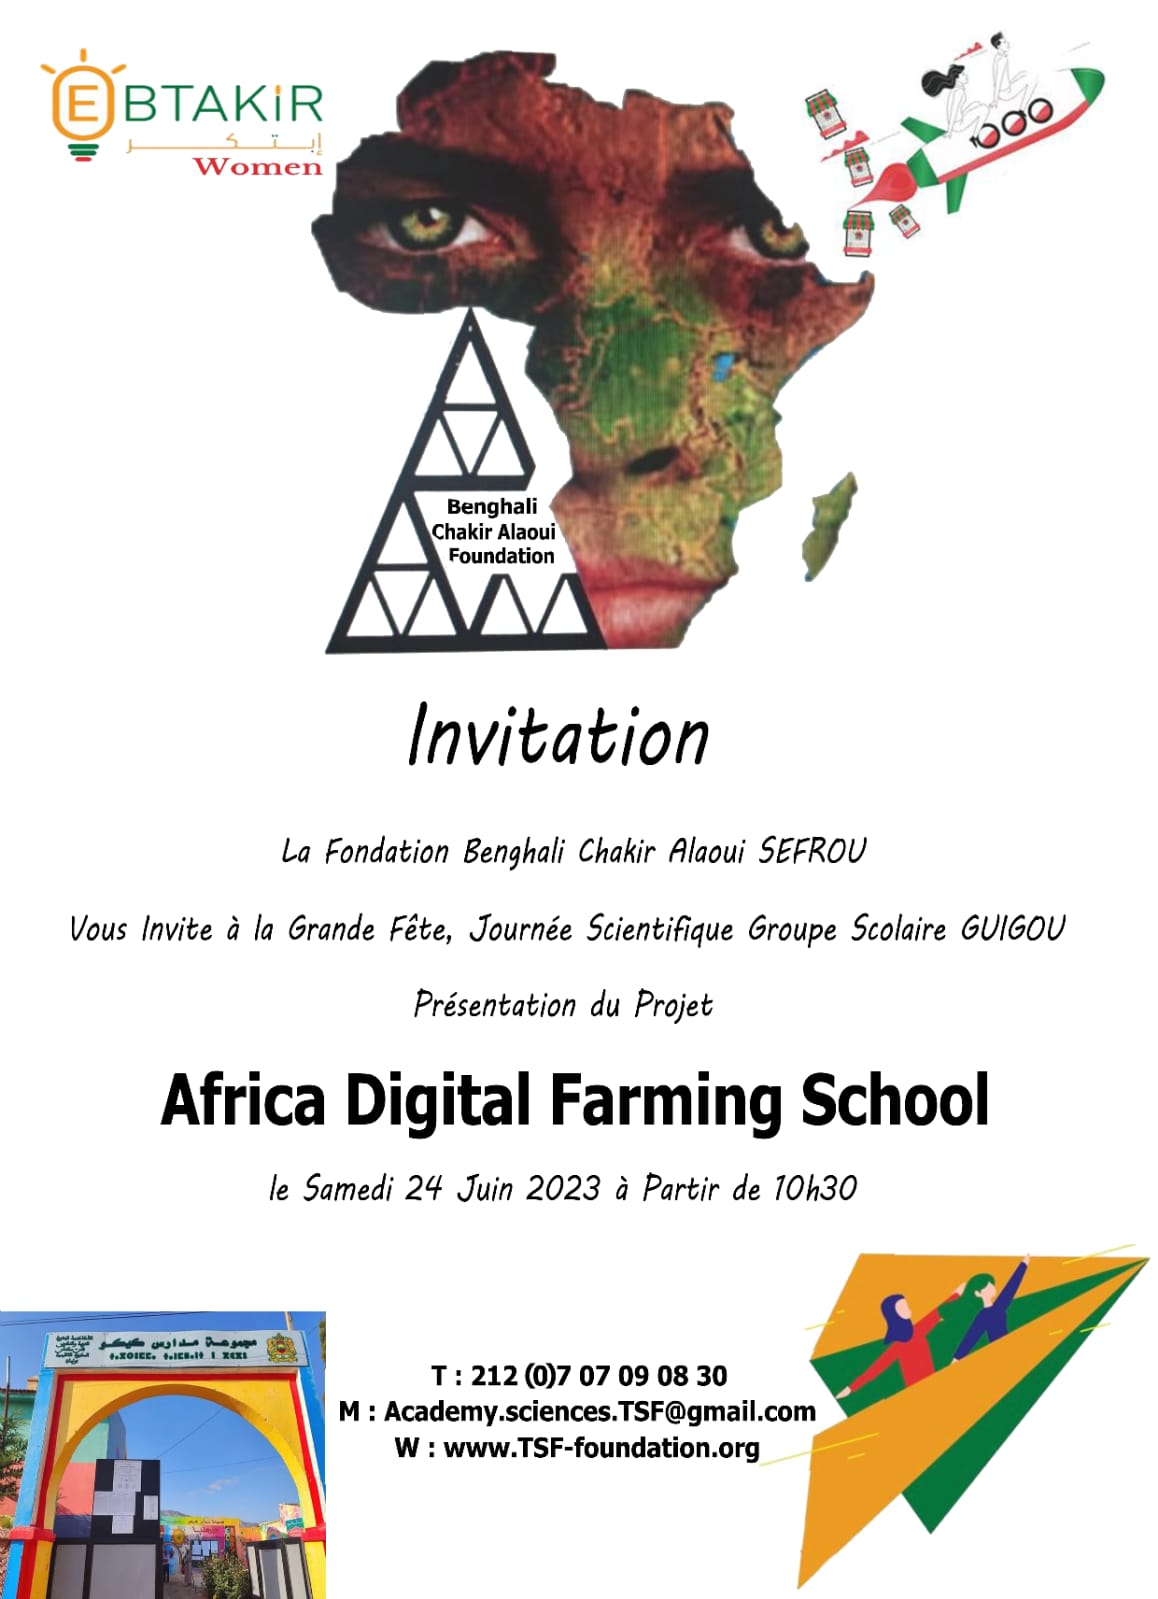 EBTAKiR
إبتكر
Women
Benghali
Chakir Alaoui
Foundation
Invitation
La Fondation Benghali Chakir Alaoui SEFROU
Vous Invite à la Grande Fête, Journée Scientifique Groupe Scolaire GUIGOU
Présentation du Projet
Africa Digital Farming School
le Samedi 24 Juin 2023 à Partir de 10h30
مجموعة مدارس كيكو
T : 212 (0)7 07 09 08 30
M : Academy.sciences.TSF@gmail.com
W : www.TSF-foundation.org